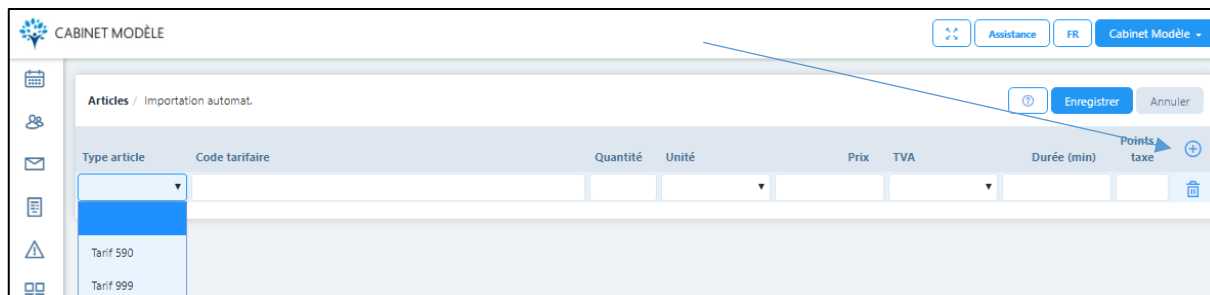 CABINET MODÈLE
Assistance
FR
Cabinet Modèle
Articles / Importation automat.
Enregistrer
Annuler
Type article Code tarifaire Quantité Unité Prix TVA Durée (min) Points taxe
Tarif 590
Tarif 999